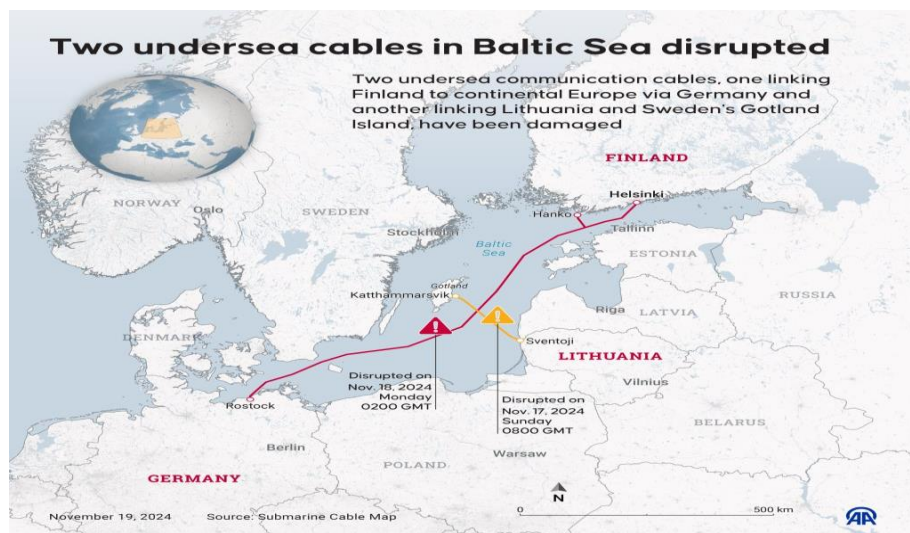 Two undersea cables in Baltic Sea disrupted
Two undersea communication cables, one linking
Finland to continental Europe via Germany and
another linking Lithuania and Sweden's Gotland
Island, have been damaged
FINLAND
Helsinki
NORWAY
Oslo
SWEDEN
Hanko
Stockholm
Tallinn
Baltic
Sea
ESTONIA
Gotland
Katthammarsvik
RUSSIA
Riga
LATVIA
DENMARK
Sventoji
LITHUANIA
Disrupted on
Nov. 18, 2024
Monday
0200 GMT
Vilnius
Rostock
Disrupted on
Nov. 17, 2024
Sunday
0800 GMT
BELARUS
Berlin
Warsaw
POLAND
GERMANY
N
0
500 km
November 19, 2024
Source: Submarine Cable Map
AA